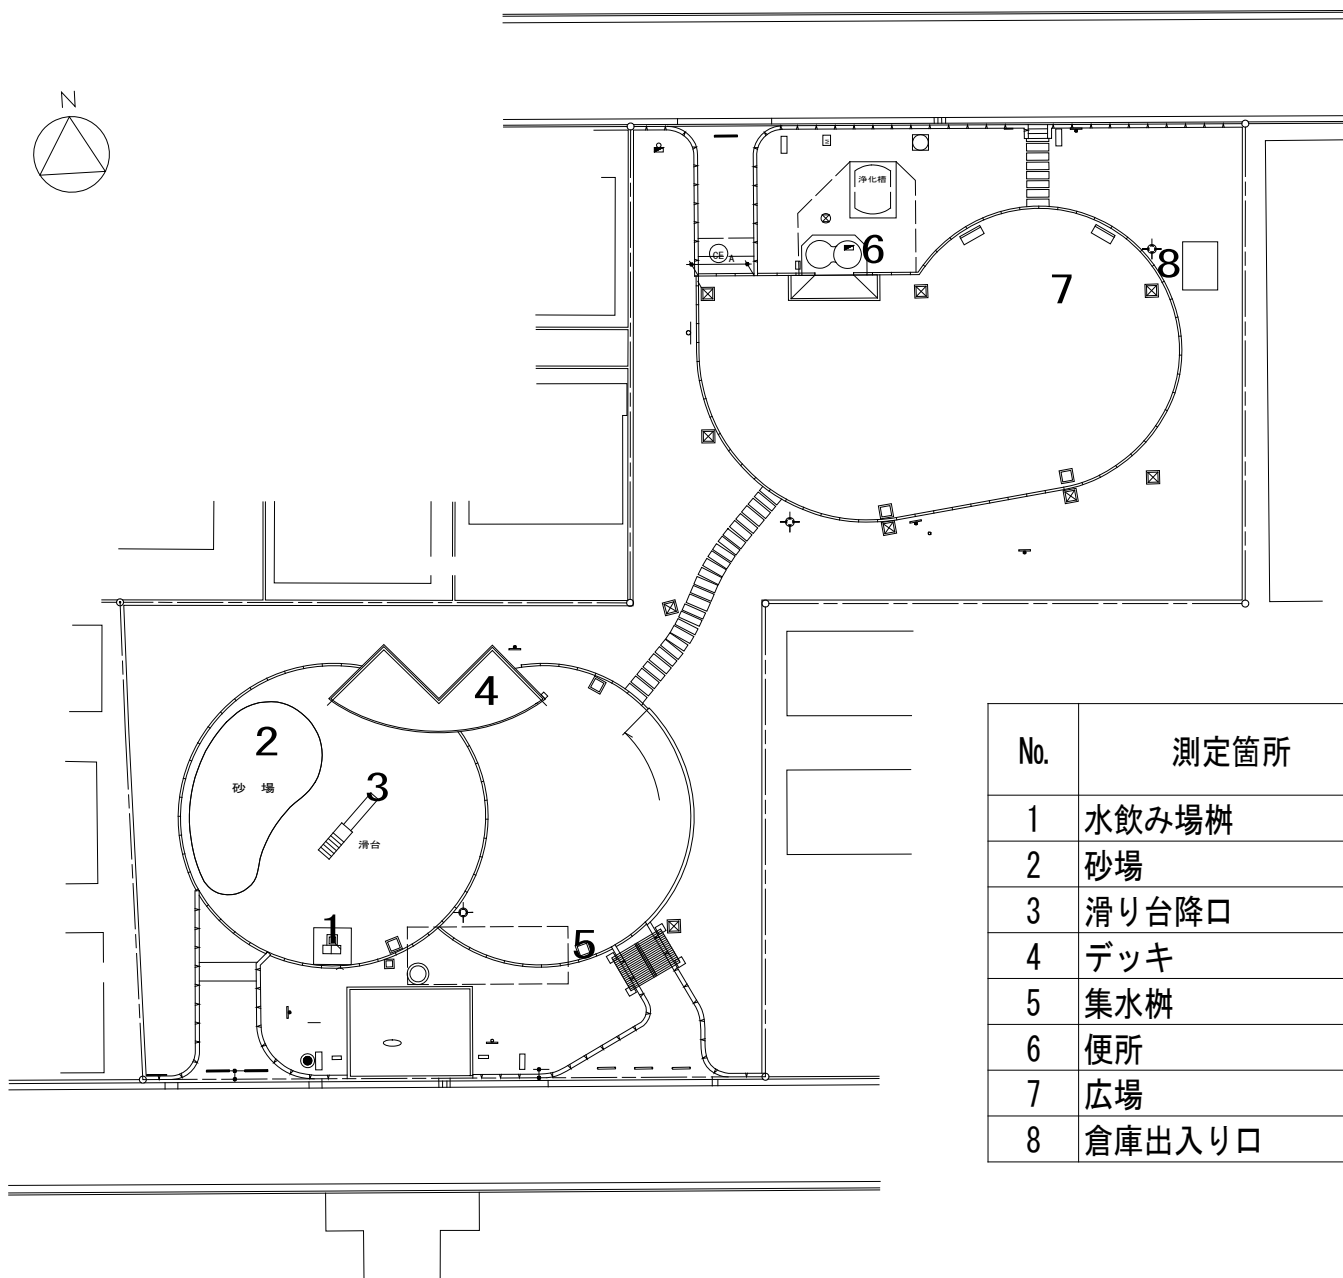 N
浄化槽
6
CE
A
8
7
4
2
砂 場
3
滑台
1
5
No. 測定箇所
1 水飲み場桝
2 砂場
3 滑り台降口
4 デッキ
5 集水桝
6 便所
7 広場
8 倉庫出入り口